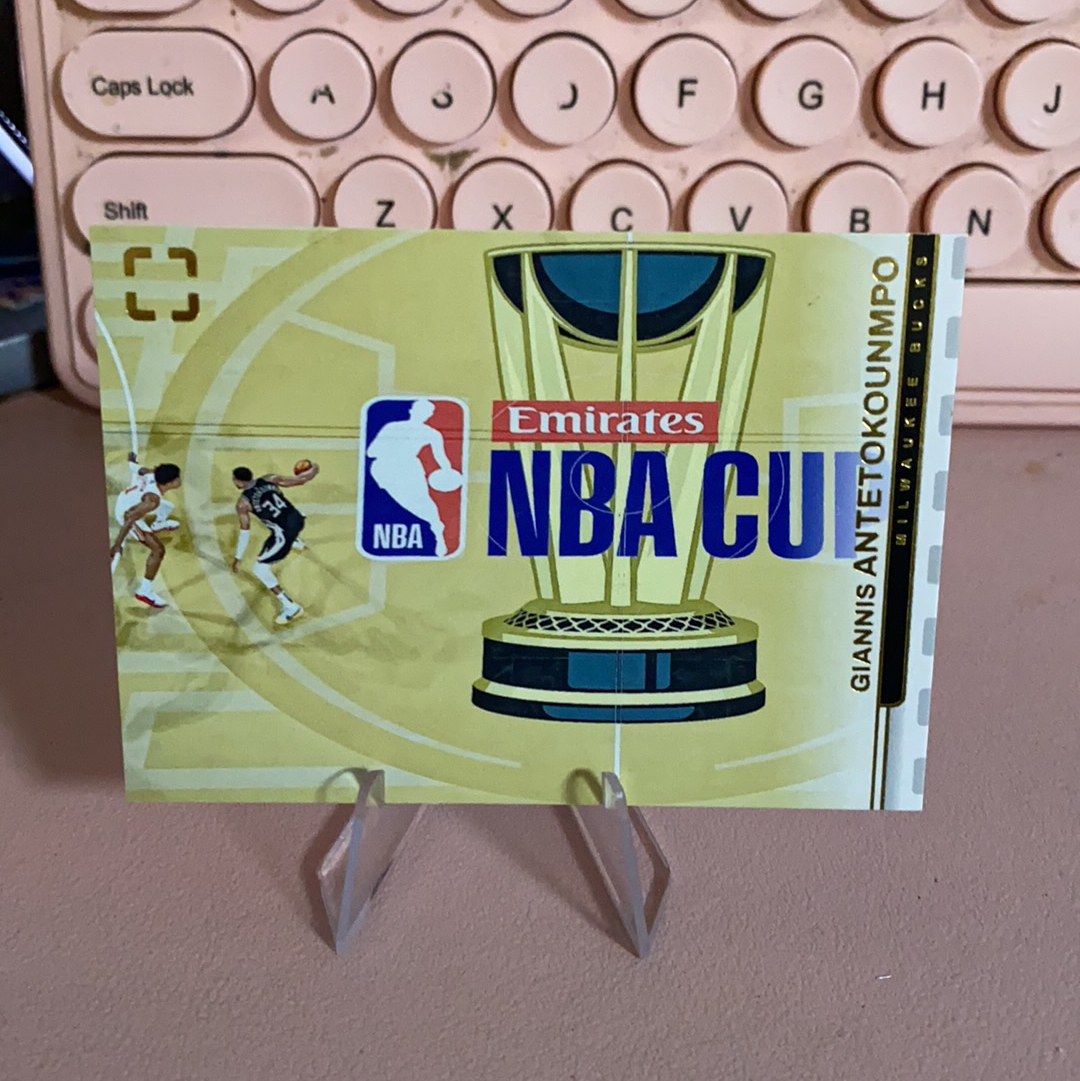 Caps Lock
A
S
D
F
G
H
J
Shift
Z
X
C
V
B
N
NBA
Emirates
NBA CUP
34
GIANNIS ANTETOKOUNMPO
MILWAUKEE BUCKS